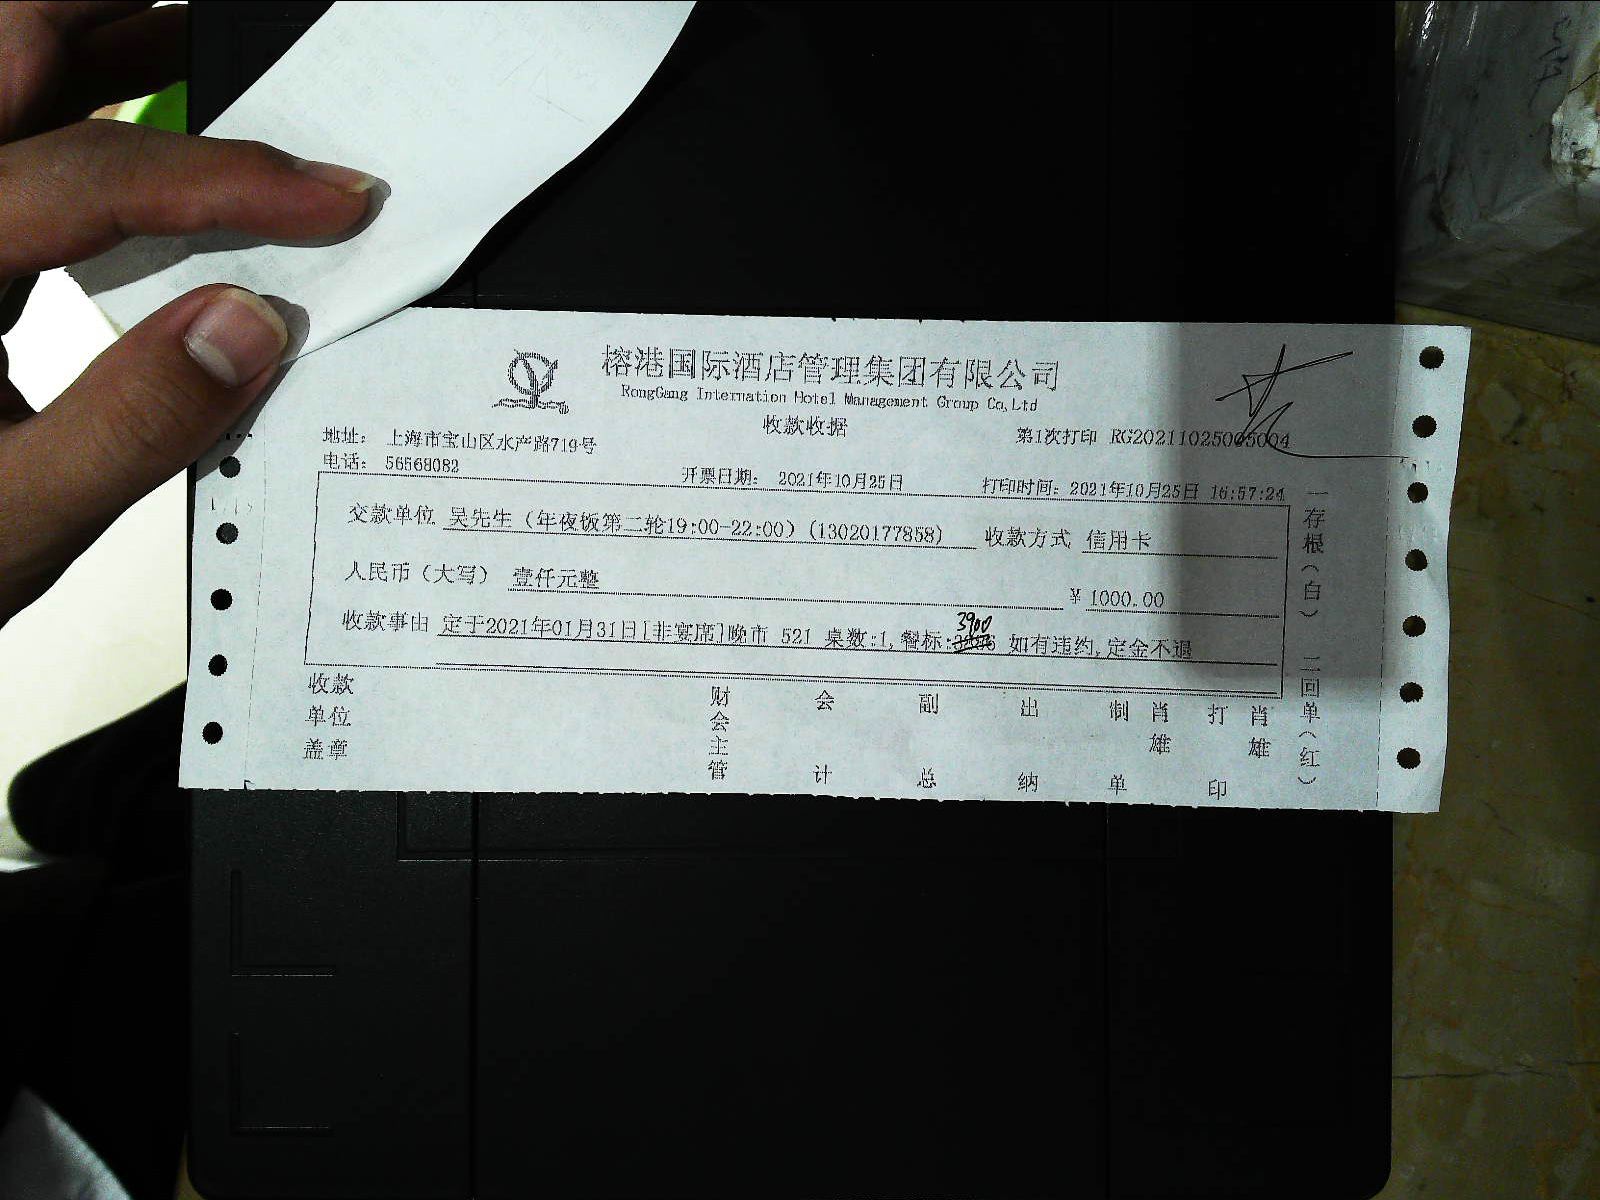 榕港国际酒店管理集团有限公司
RongGang Internation Hotel Management Group Co,Ltd
收款收据
地址： 上海市宝山区水产路719号
第1次打印 RG20211025005004
电话： 56568082
开票日期： 2021年10月25日
打印时间：2021年10月25日 16:57:24
交款单位 吴先生（年夜饭第二轮19:00-22:00）(13020177858) 收款方式 信用卡
人民币（大写） 壹仟元整 ￥1000.00
收款事由 定于2021年01月31日[非宴席]晚市 521 桌数:1,餐标: 3900 如有违约,定金不退
收款单位盖章
财会主管
会计
副总
出纳
制单
肖雄
打印
肖雄
一存根（白） 二回单（红）